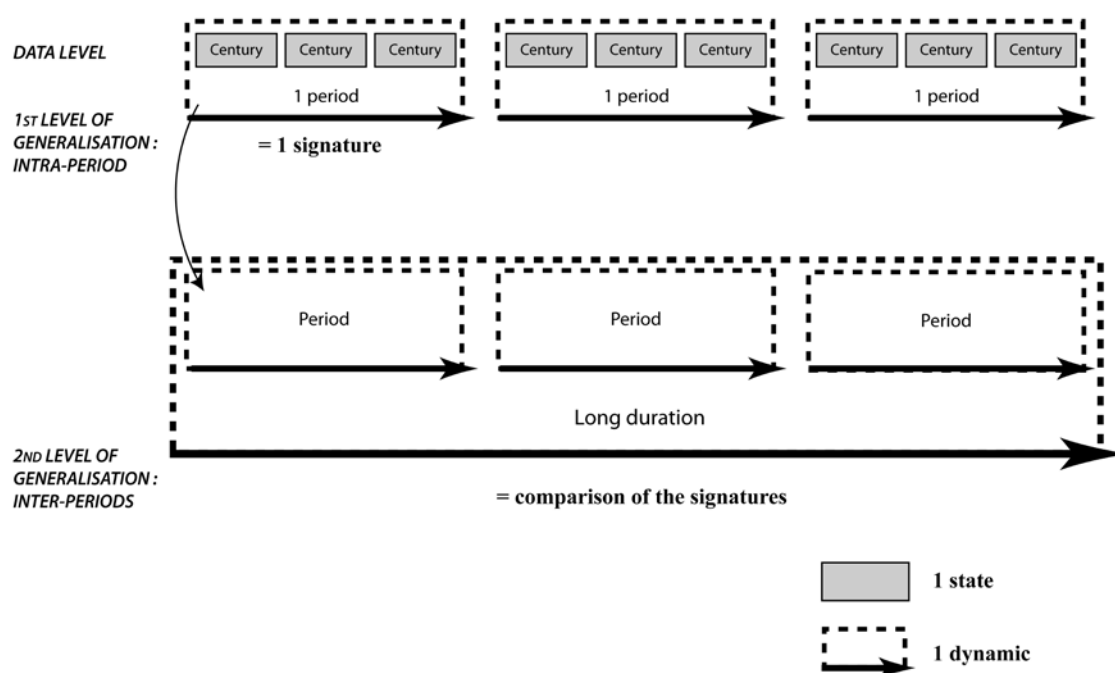 DATA LEVEL
Century Century Century Century Century Century Century Century Century
1 period 1 period 1 period
1ST LEVEL OF
GENERALISATION :
INTRA-PERIOD
= 1 signature
Period Period Period
Long duration
2ND LEVEL OF
GENERALISATION :
INTER-PERIODS
= comparison of the signatures
1 state
1 dynamic